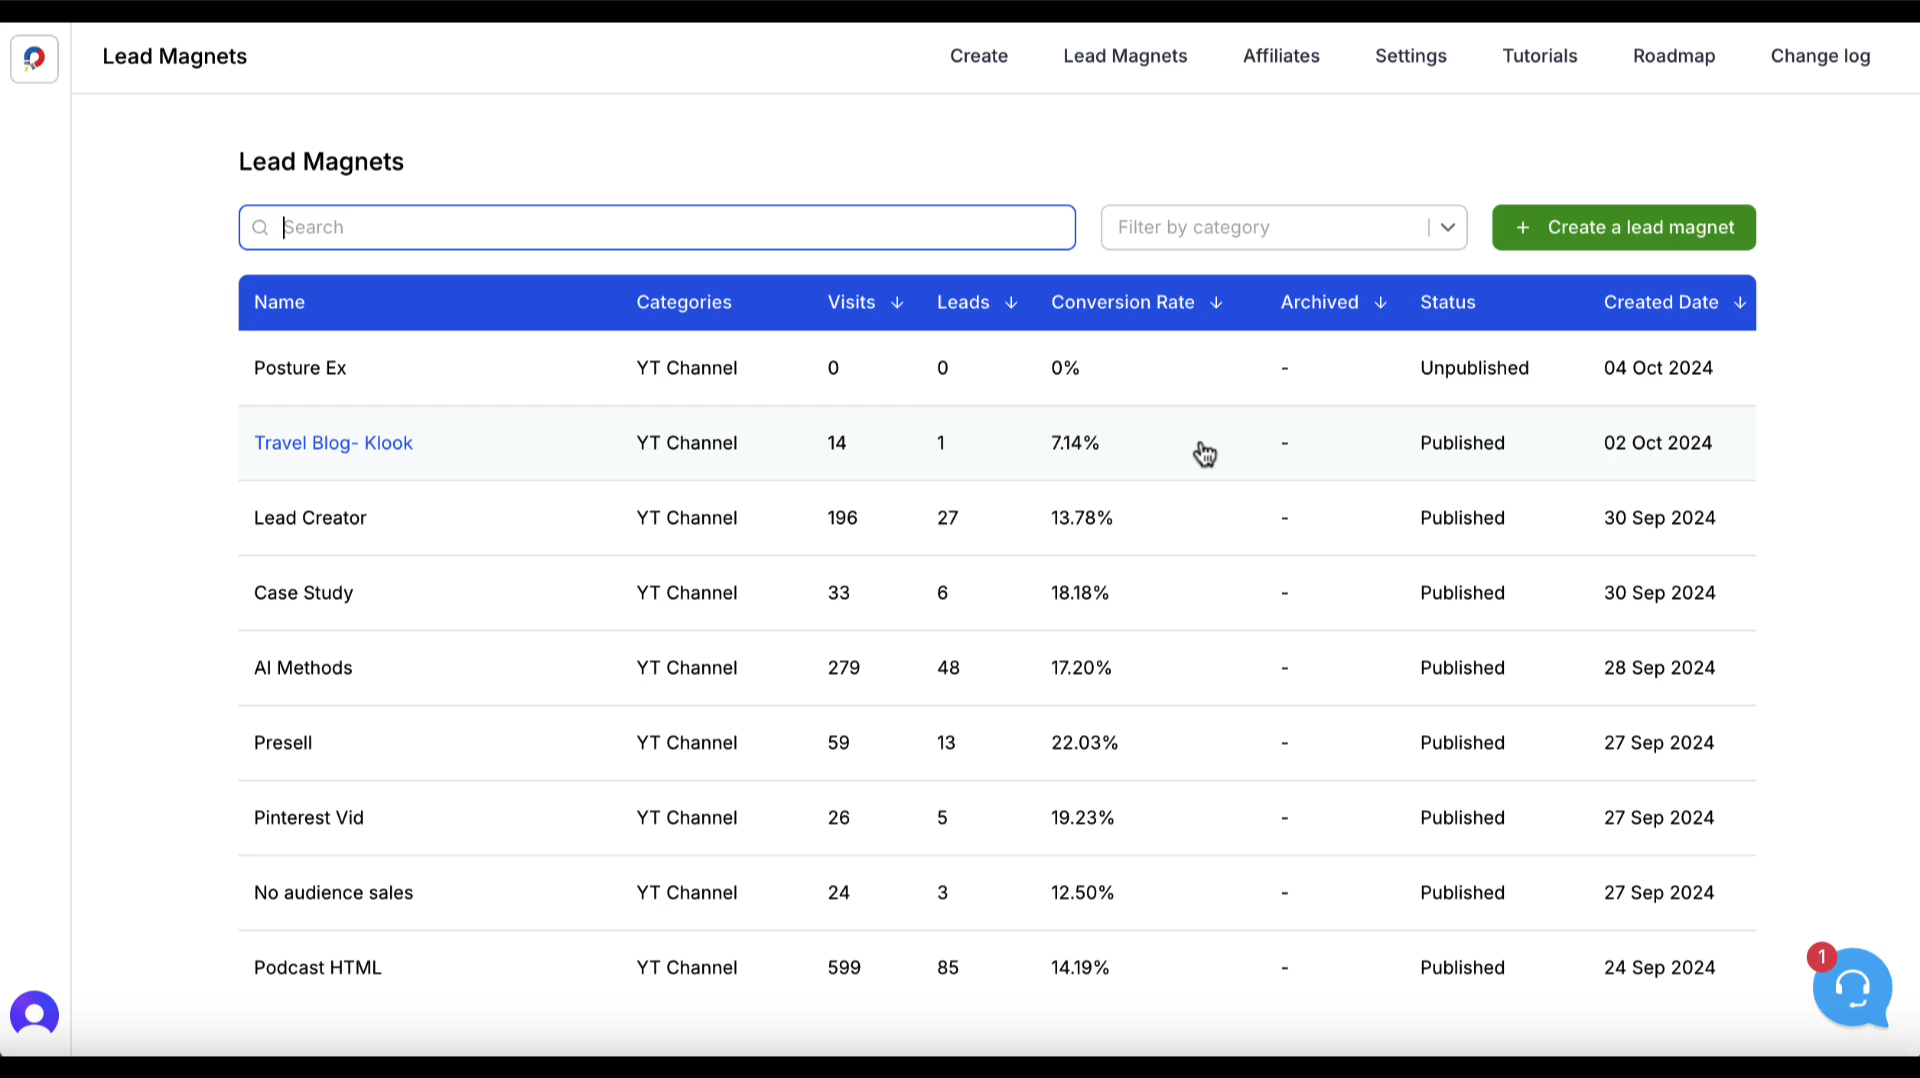 Lead Magnets Create Lead Magnets Affiliates Settings Tutorials Roadmap Change log
Lead Magnets
Search Filter by category + Create a lead magnet
Name Categories Visits ↓ Leads ↓ Conversion Rate ↓ Archived ↓ Status Created Date ↓
Posture Ex YT Channel 0 0 0% - Unpublished 04 Oct 2024
Travel Blog- Klook YT Channel 14 1 7.14% - Published 02 Oct 2024
Lead Creator YT Channel 196 27 13.78% - Published 30 Sep 2024
Case Study YT Channel 33 6 18.18% - Published 30 Sep 2024
AI Methods YT Channel 279 48 17.20% - Published 28 Sep 2024
Presell YT Channel 59 13 22.03% - Published 27 Sep 2024
Pinterest Vid YT Channel 26 5 19.23% - Published 27 Sep 2024
No audience sales YT Channel 24 3 12.50% - Published 27 Sep 2024
Podcast HTML YT Channel 599 85 14.19% - Published 24 Sep 2024
1